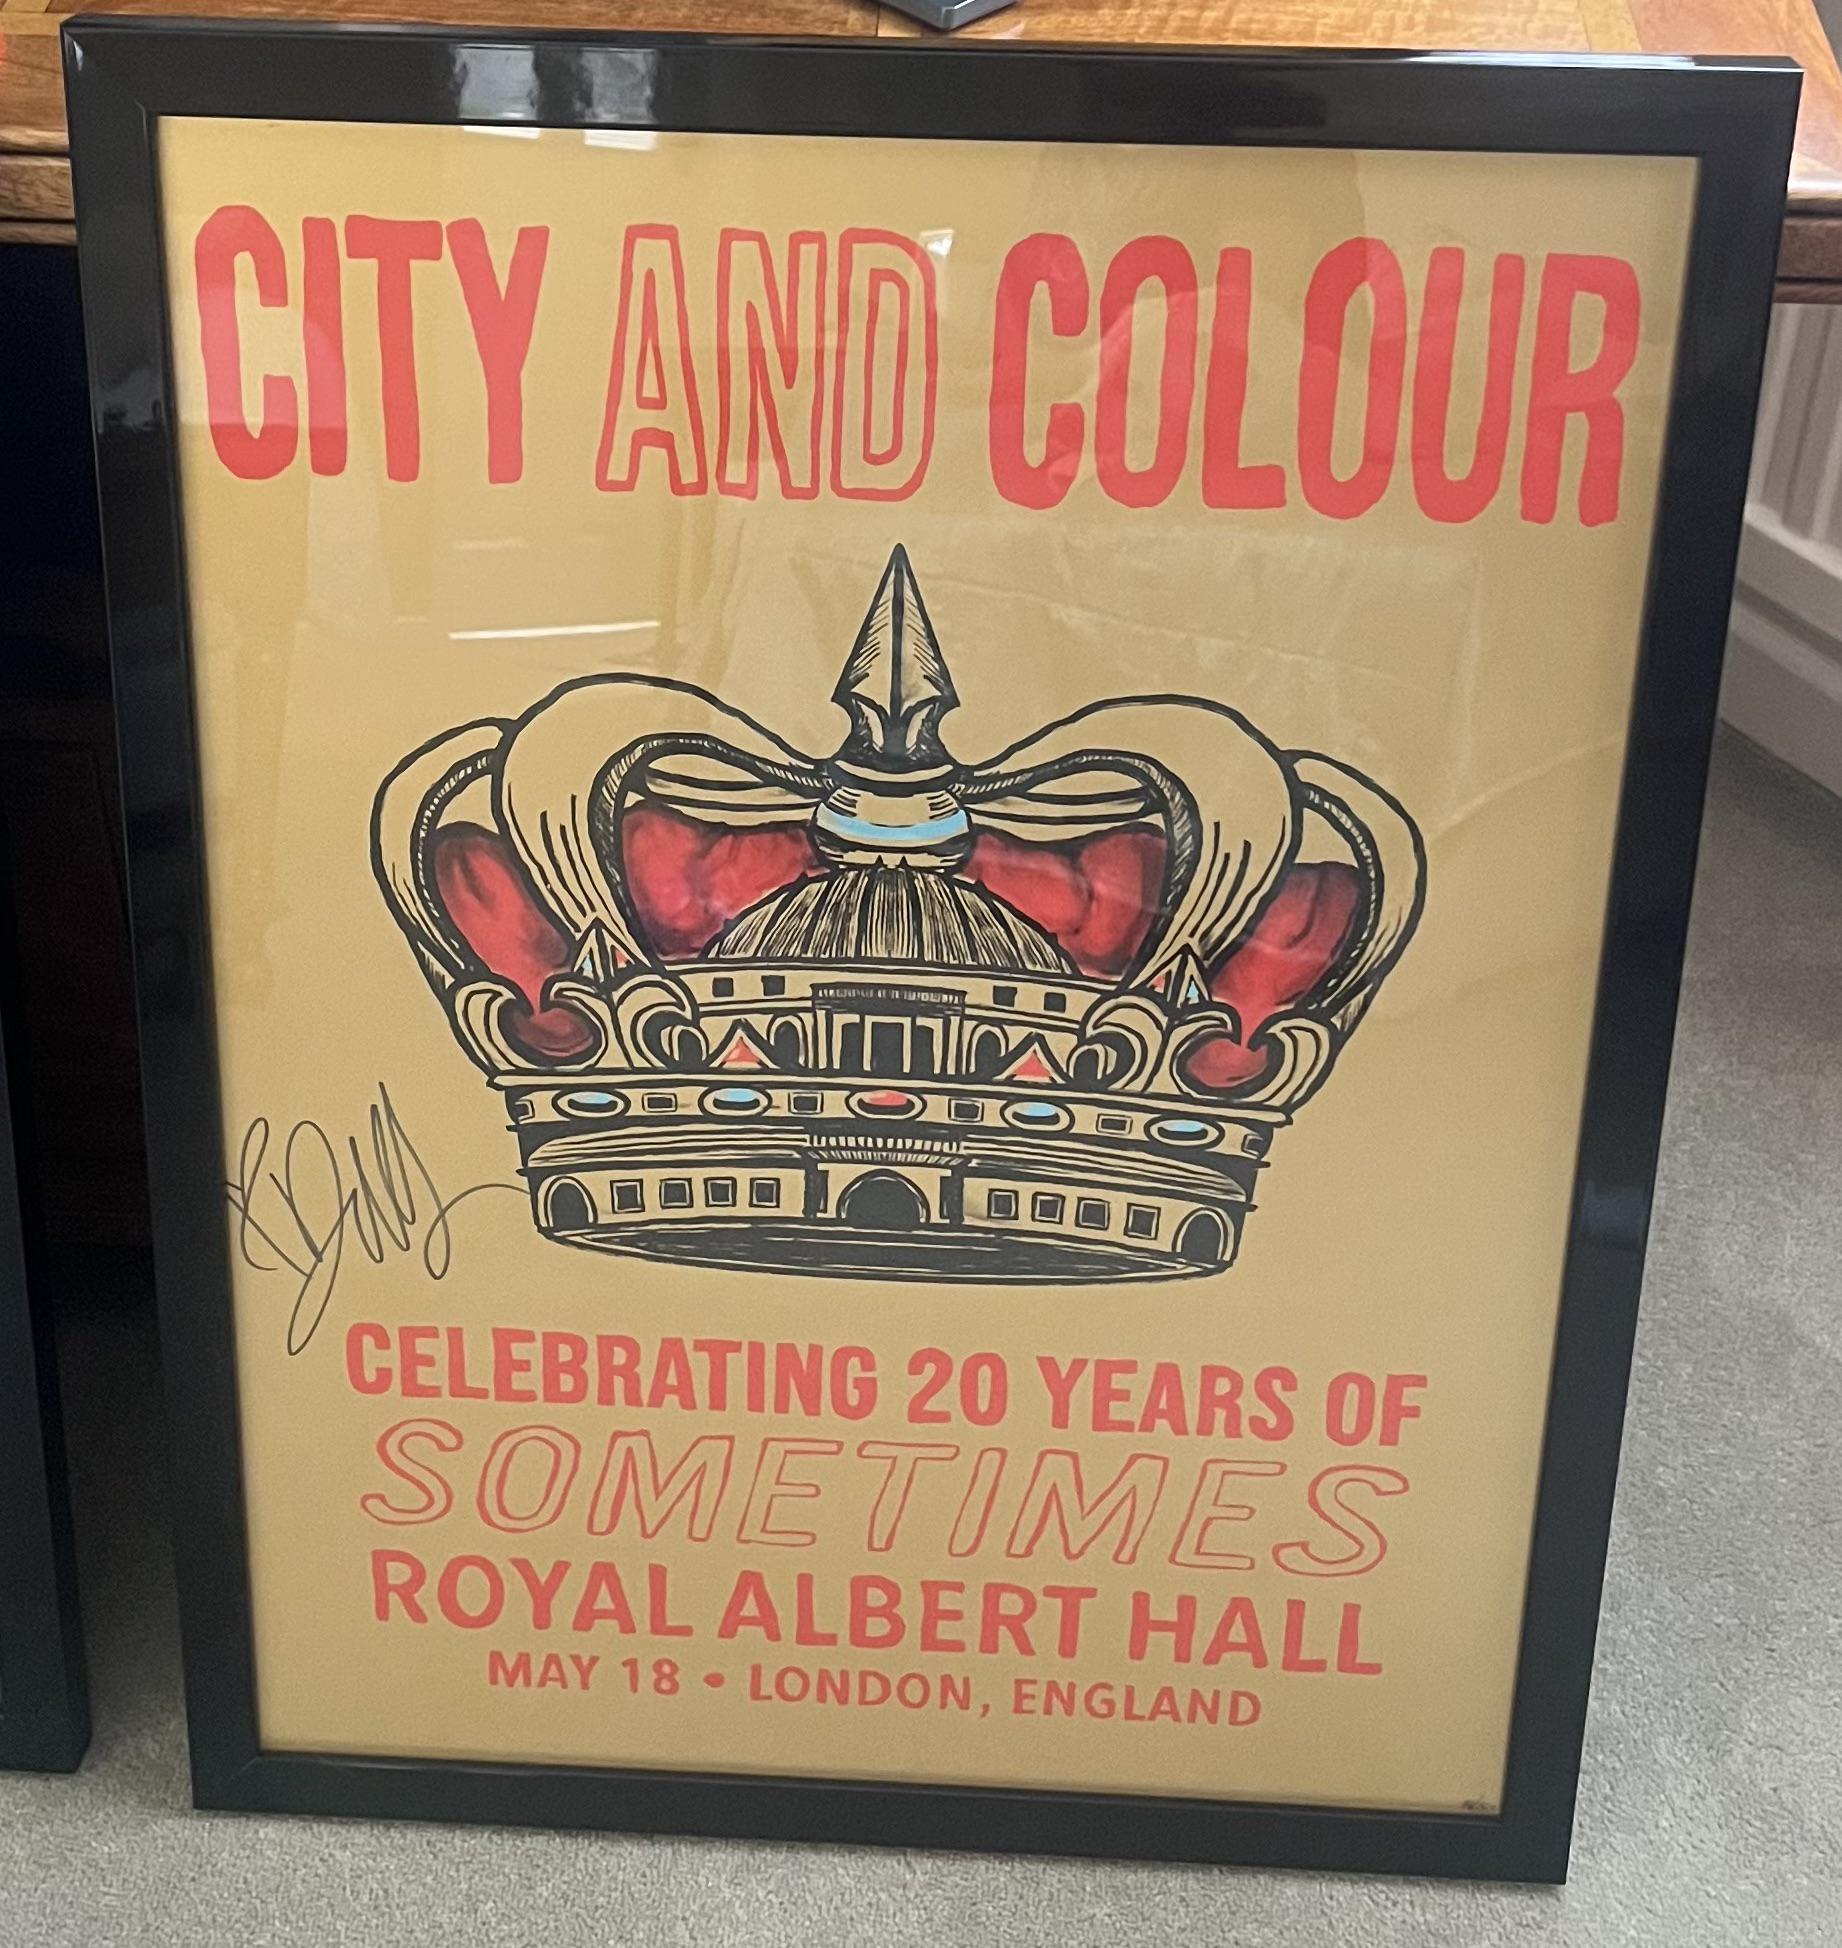 CITY AND COLOUR
CELEBRATING 20 YEARS OF
SOMETIMES
ROYAL ALBERT HALL
MAY 18 • LONDON, ENGLAND